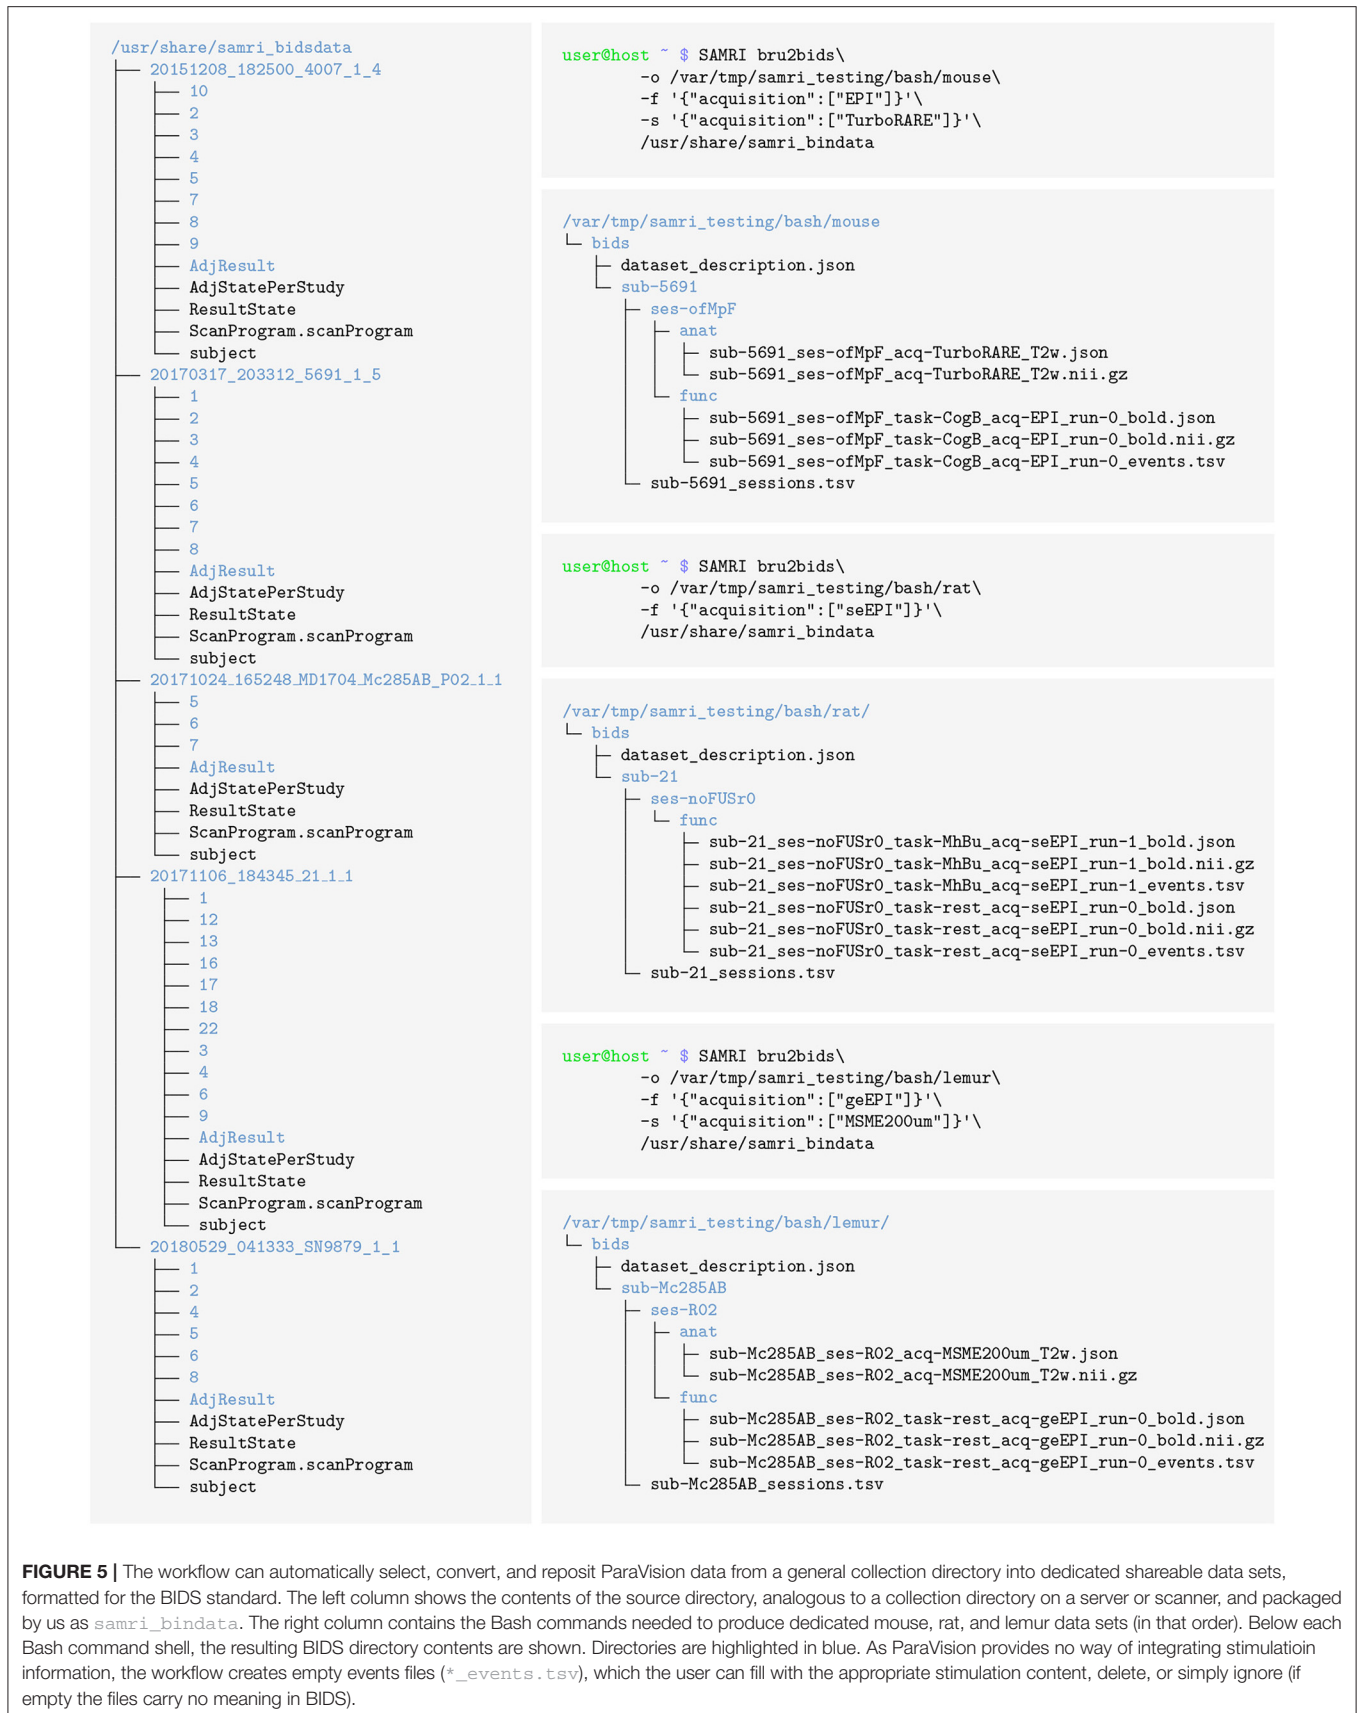 /usr/share/samri_bidsdata
20151208_182500_4007_1_4
10
2
3
4
5
7
8
9
AdjResult
AdjStatePerStudy
ResultState
ScanProgram.scanProgram
subject
20170317_203312_5691_1_5
1
2
3
4
5
6
7
8
AdjResult
AdjStatePerStudy
ResultState
ScanProgram.scanProgram
subject
20171024_165248_MD1704_Mc285AB_P02_1_1
5
6
7
AdjResult
AdjStatePerStudy
ResultState
ScanProgram.scanProgram
subject
20171106_184345_21_1_1
1
12
13
16
17
18
22
3
4
6
9
AdjResult
AdjStatePerStudy
ResultState
ScanProgram.scanProgram
subject
20180529_041333_SN9879_1_1
1
2
4
5
6
8
AdjResult
AdjStatePerStudy
ResultState
ScanProgram.scanProgram
subject
user@host ~ $ SAMRI bru2bids\
-o /var/tmp/samri_testing/bash/mouse\
-f '{"acquisition":["EPI"]}'\
-s '{"acquisition":["TurboRARE"]}'\
/usr/share/samri_bindata
/var/tmp/samri_testing/bash/mouse
bids
dataset_description.json
sub-5691
ses-ofMpF
anat
sub-5691_ses-ofMpF_acq-TurboRARE_T2w.json
sub-5691_ses-ofMpF_acq-TurboRARE_T2w.nii.gz
func
sub-5691_ses-ofMpF_task-CogB_acq-EPI_run-0_bold.json
sub-5691_ses-ofMpF_task-CogB_acq-EPI_run-0_bold.nii.gz
sub-5691_ses-ofMpF_task-CogB_acq-EPI_run-0_events.tsv
sub-5691_sessions.tsv
user@host ~ $ SAMRI bru2bids\
-o /var/tmp/samri_testing/bash/rat\
-f '{"acquisition":["seEPI"]}'\
/usr/share/samri_bindata
/var/tmp/samri_testing/bash/rat/
bids
dataset_description.json
sub-21
ses-noFUSr0
func
sub-21_ses-noFUSr0_task-MhBu_acq-seEPI_run-1_bold.json
sub-21_ses-noFUSr0_task-MhBu_acq-seEPI_run-1_bold.nii.gz
sub-21_ses-noFUSr0_task-MhBu_acq-seEPI_run-1_events.tsv
sub-21_ses-noFUSr0_task-rest_acq-seEPI_run-0_bold.json
sub-21_ses-noFUSr0_task-rest_acq-seEPI_run-0_bold.nii.gz
sub-21_ses-noFUSr0_task-rest_acq-seEPI_run-0_events.tsv
sub-21_sessions.tsv
user@host ~ $ SAMRI bru2bids\
-o /var/tmp/samri_testing/bash/lemur\
-f '{"acquisition":["geEPI"]}'\
-s '{"acquisition":["MSME200um"]}'\
/usr/share/samri_bindata
/var/tmp/samri_testing/bash/lemur/
bids
dataset_description.json
sub-Mc285AB
ses-R02
anat
sub-Mc285AB_ses-R02_acq-MSME200um_T2w.json
sub-Mc285AB_ses-R02_acq-MSME200um_T2w.nii.gz
func
sub-Mc285AB_ses-R02_task-rest_acq-geEPI_run-0_bold.json
sub-Mc285AB_ses-R02_task-rest_acq-geEPI_run-0_bold.nii.gz
sub-Mc285AB_ses-R02_task-rest_acq-geEPI_run-0_events.tsv
sub-Mc285AB_sessions.tsv
FIGURE 5 | The workflow can automatically select, convert, and reposit ParaVision data from a general collection directory into dedicated shareable data sets,
formatted for the BIDS standard. The left column shows the contents of the source directory, analogous to a collection directory on a server or scanner, and packaged
by us as samri_bindata. The right column contains the Bash commands needed to produce dedicated mouse, rat, and lemur data sets (in that order). Below each
Bash command shell, the resulting BIDS directory contents are shown. Directories are highlighted in blue. As ParaVision provides no way of integrating stimulatioin
information, the workflow creates empty events files (*_events.tsv), which the user can fill with the appropriate stimulation content, delete, or simply ignore (if
empty the files carry no meaning in BIDS).